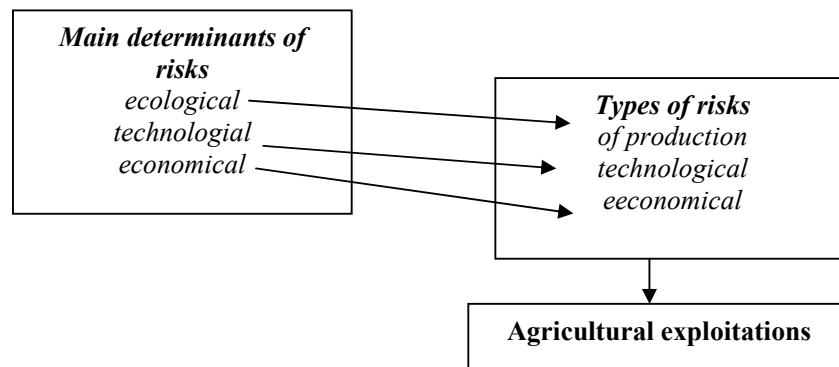 Main determinants of
risks
ecological
technologial
economical
Types of risks
of production
technological
eeconomical
Agricultural exploitations